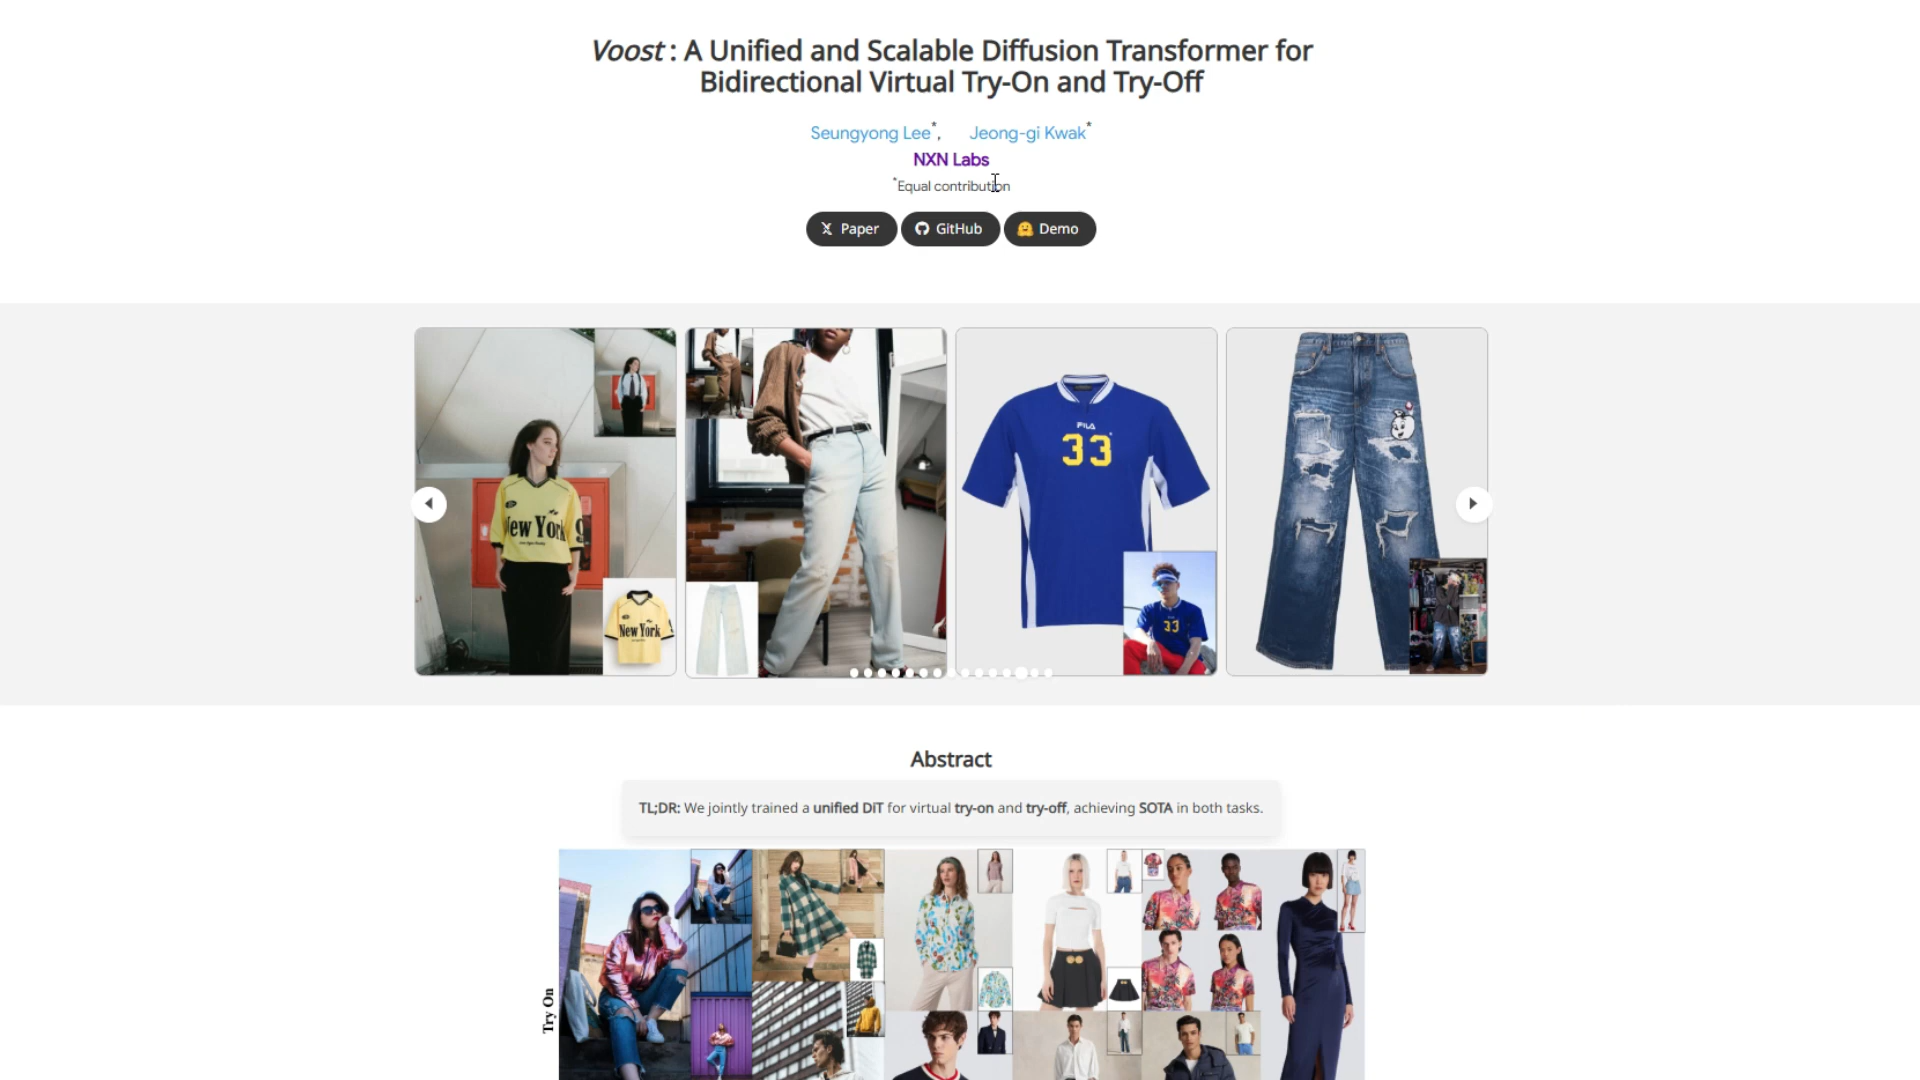 Voost : A Unified and Scalable Diffusion Transformer for
Bidirectional Virtual Try-On and Try-Off
Seungyong Lee*, Jeong-gi Kwak*
NXN Labs
*Equal contribution
Paper
GitHub
Demo
New York
New York
FILA
33
33
Abstract
TL;DR: We jointly trained a unified DiT for virtual try-on and try-off, achieving SOTA in both tasks.
Try On